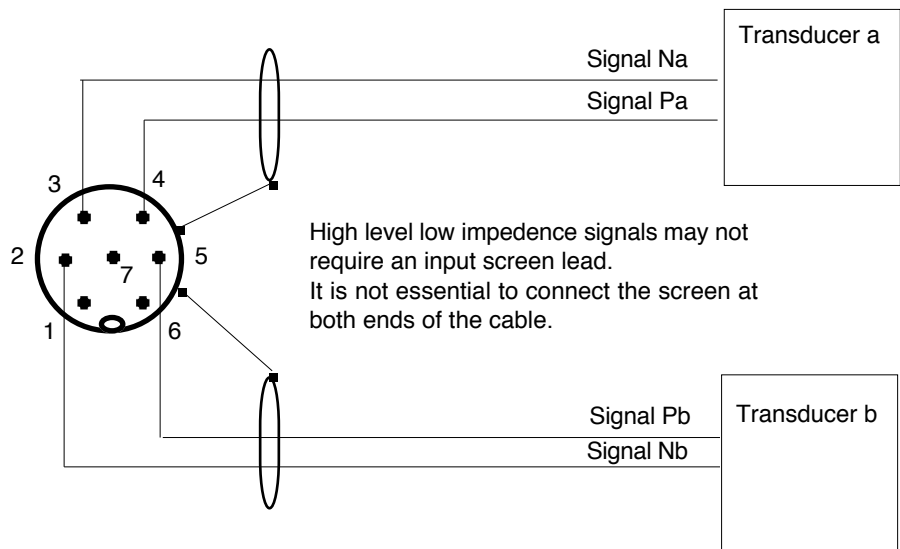 Transducer a
Signal Na
Signal Pa
3
4
2
5
7
1
6
High level low impedence signals may not
require an input screen lead.
It is not essential to connect the screen at
both ends of the cable.
Signal Pb
Transducer b
Signal Nb